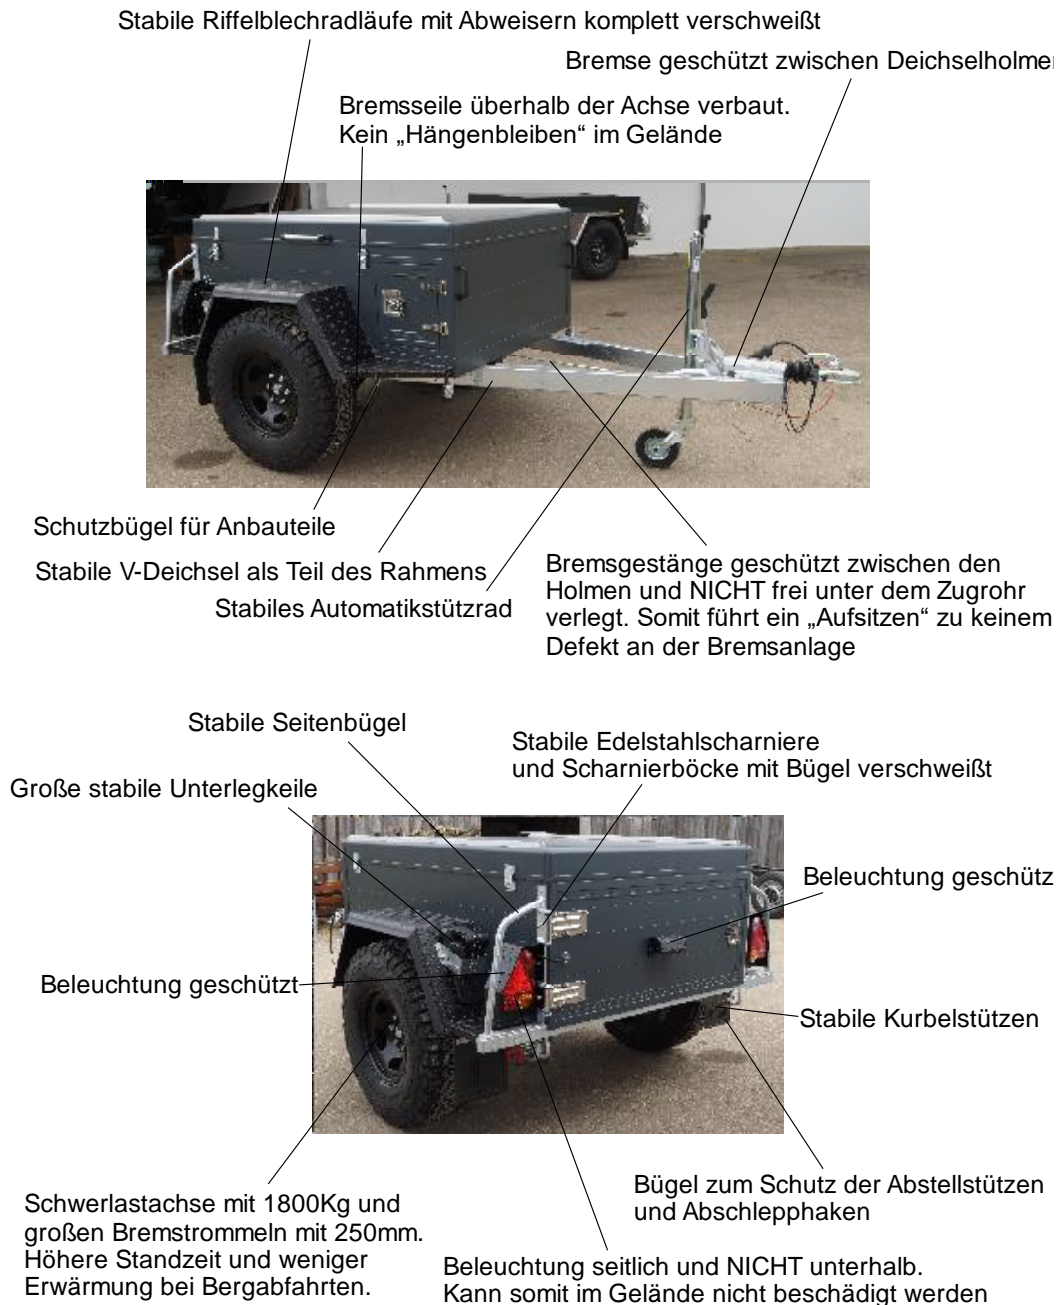 Stabile Riffelblechradläufe mit Abweisern komplett verschweißt
Bremse geschützt zwischen Deichselholmen
Bremsseile überhalb der Achse verbaut.
Kein „Hängenbleiben“ im Gelände
Schutzbügel für Anbauteile
Stabile V-Deichsel als Teil des Rahmens
Stabiles Automatikstützrad
Bremsgestänge geschützt zwischen den
Holmen und NICHT frei unter dem Zugrohr
verlegt. Somit führt ein „Aufsitzen“ zu keinem
Defekt an der Bremsanlage
Stabile Seitenbügel
Stabile Edelstahlscharniere
und Scharnierböcke mit Bügel verschweißt
Große stabile Unterlegkeile
Beleuchtung geschütz
Beleuchtung geschützt
Stabile Kurbelstützen
Bügel zum Schutz der Abstellstützen
und Abschlepphaken
Schwerlastachse mit 1800Kg und
großen Bremstrommeln mit 250mm.
Höhere Standzeit und weniger
Erwärmung bei Bergabfahrten.
Beleuchtung seitlich und NICHT unterhalb.
Kann somit im Gelände nicht beschädigt werden